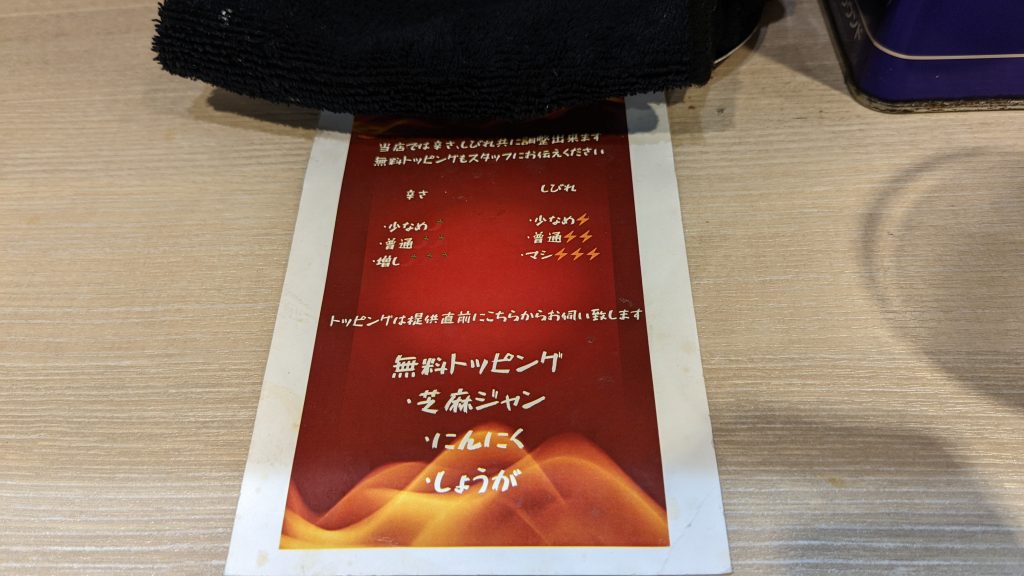 当店では辛さ、しびれ共に調整出来ます
無料トッピングもスタッフにお伝えください
辛さ
しびれ
・少なめ
・少なめ⚡
・普通
・普通⚡⚡
・増し
・マシ⚡⚡⚡
トッピングは提供直前にこちらからお伺い致します
無料トッピング
・芝麻ジャン
・にんにく
・しょうが